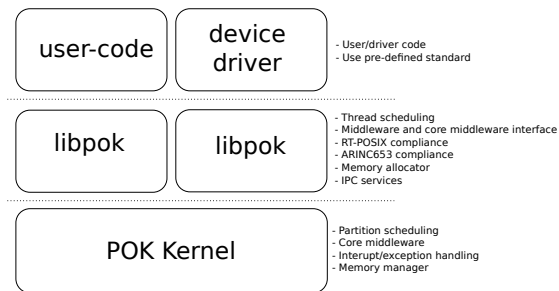 user-code
device
driver
- User/driver code
- Use pre-defined standard
libpok
libpok
- Thread scheduling
- Middleware and core middleware interface
- RT-POSIX compliance
- ARINC653 compliance
- Memory allocator
- IPC services
POK Kernel
- Partition scheduling
- Core middleware
- Interupt/exception handling
- Memory manager